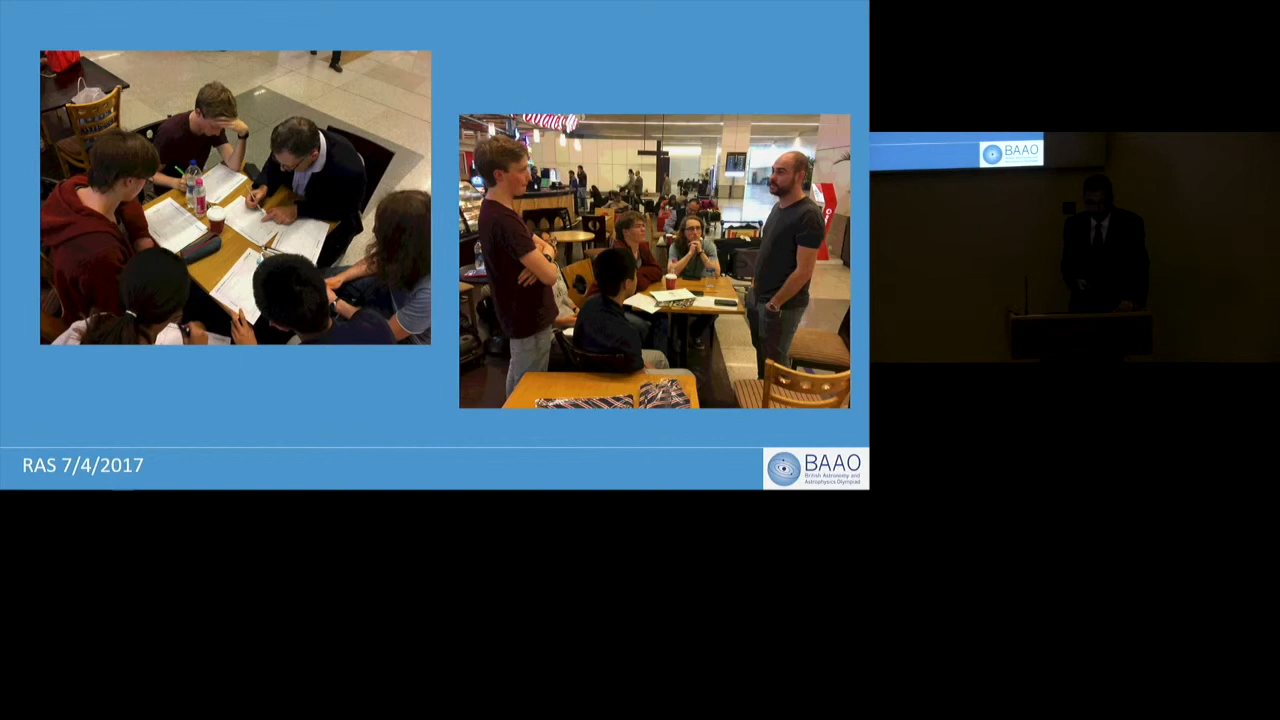 RAS 7/4/2017
BAAO
British Astronomy and
Astrophysics Olympiad
BAAO